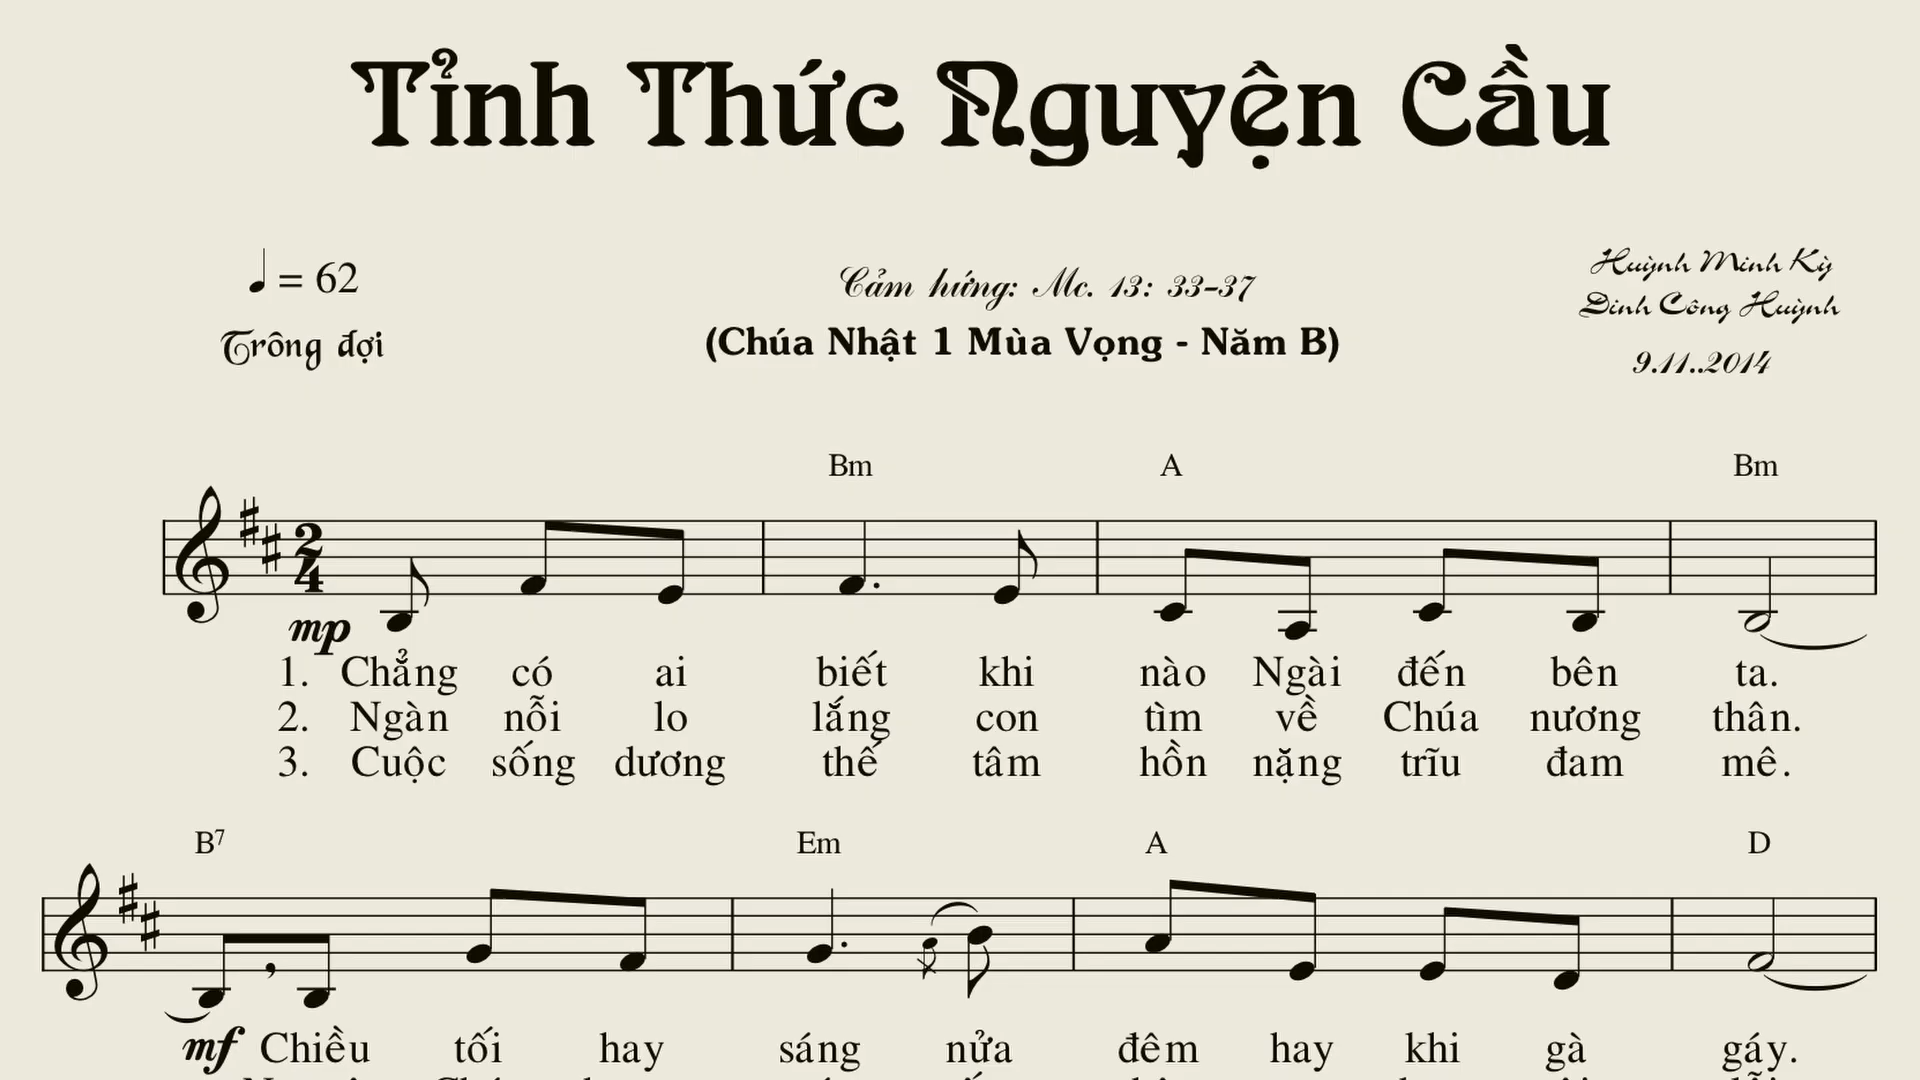 Tỉnh Thức Nguyện Cầu
♩ = 62
Trông đợi
Cảm hứng: Mc. 13: 33-37
(Chúa Nhật 1 Mùa Vọng - Năm B)
Huỳnh Minh Kỳ
Đinh Công Huỳnh
9.11..2014
Bm A Bm
2
4
mp
1. Chẳng có ai biết khi nào Ngài đến bên ta.
2. Ngàn nỗi lo lắng con tìm về Chúa nương thân.
3. Cuộc sống dương thế tâm hồn nặng trĩu đam mê.
B7 Em A D
mf Chiều tối hay sáng nửa đêm hay khi gà gáy.